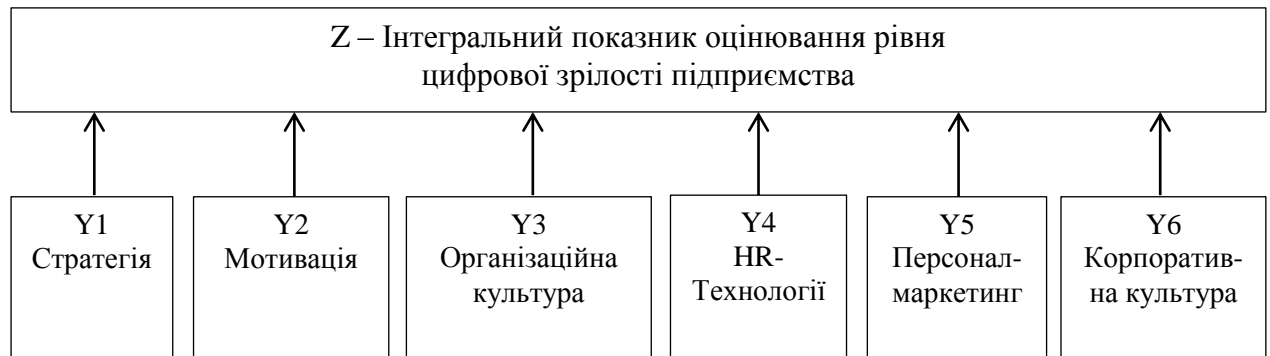 Z – Інтегральний показник оцінювання рівня
цифрової зрілості підприємства
Y1
Стратегія
Y2
Мотивація
Y3
Організаційна
культура
Y4
HR-
Технології
Y5
Персонал-
маркетинг
Y6
Корпоратив-
на культура